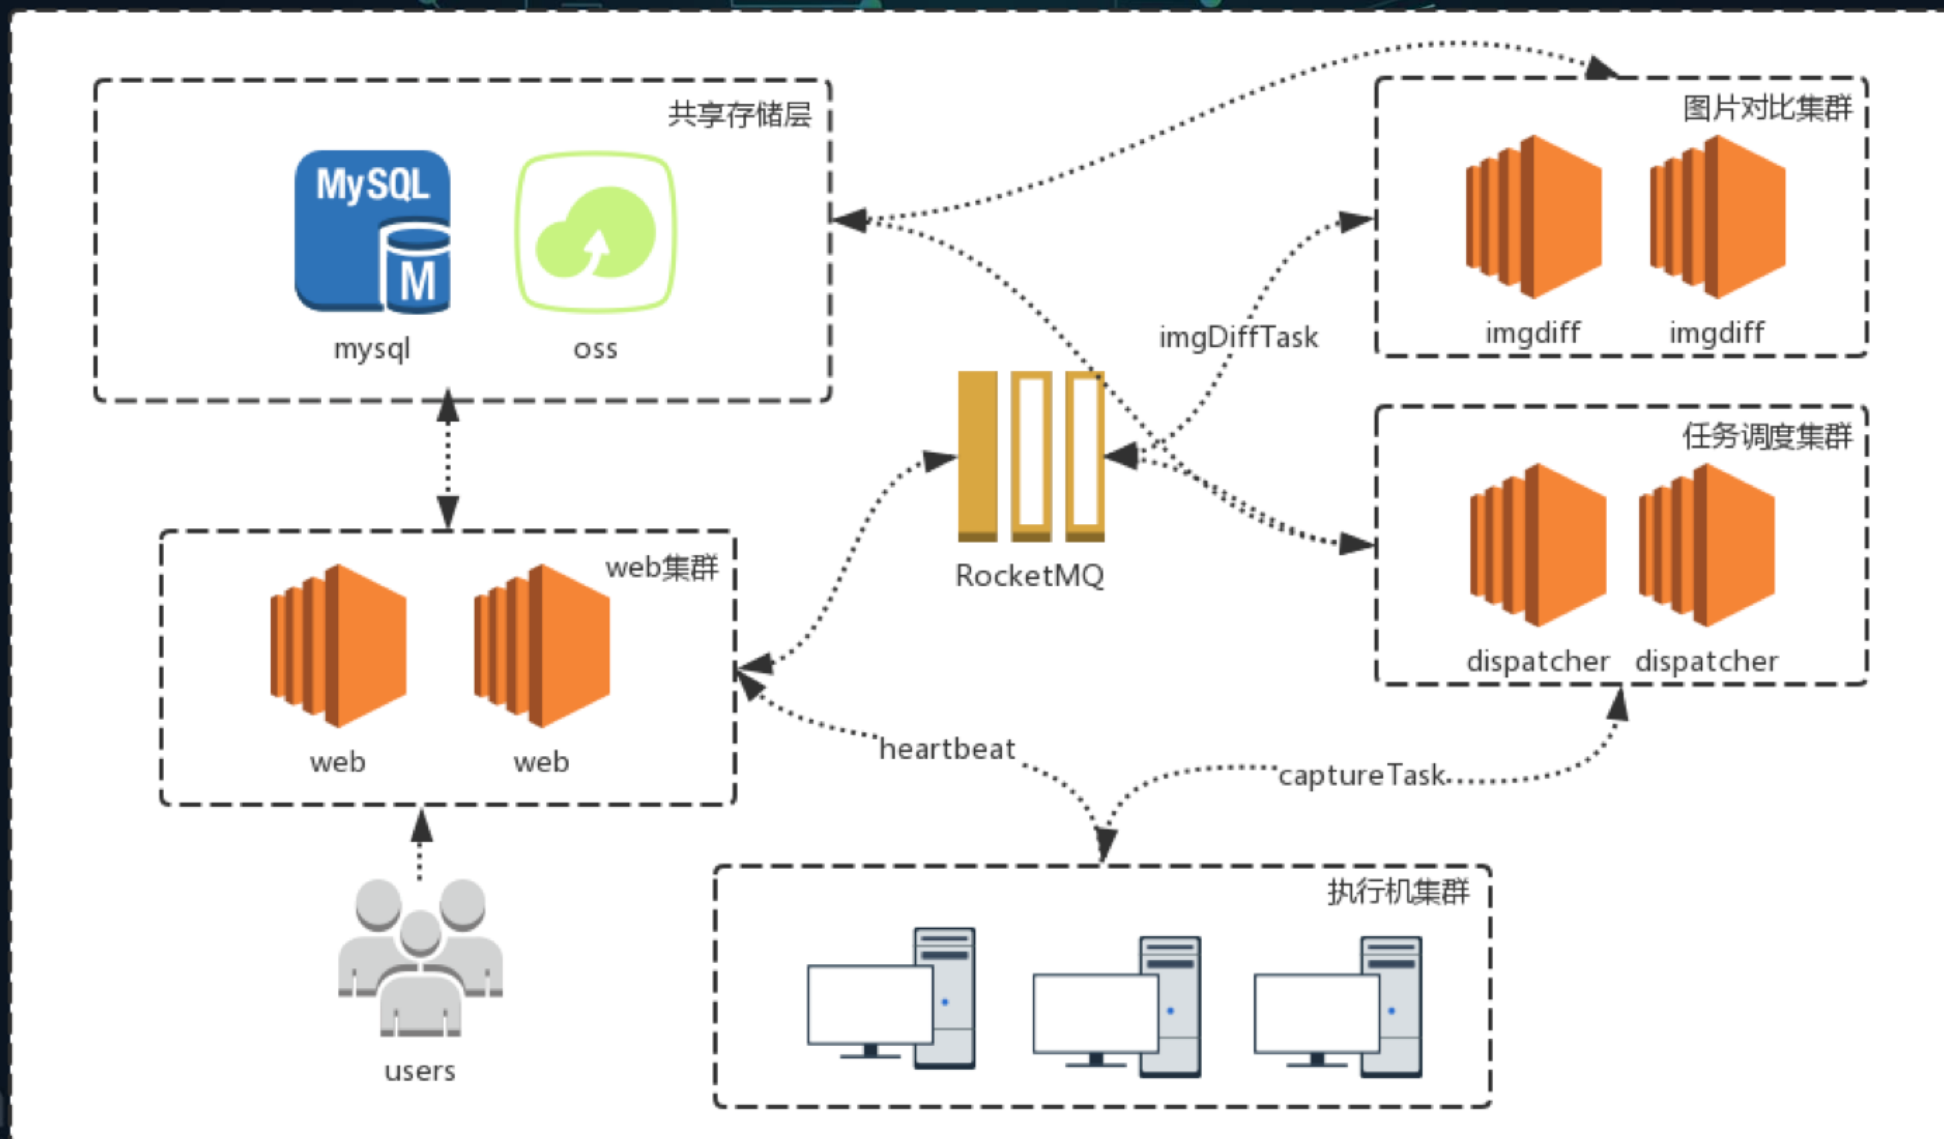 共享存储层
MySQL
M
mysql
oss
图片对比集群
imgdiff
imgdiff
imgDiffTask
RocketMQ
任务调度集群
dispatcher
dispatcher
web集群
web
web
heartbeat
captureTask
users
执行机集群